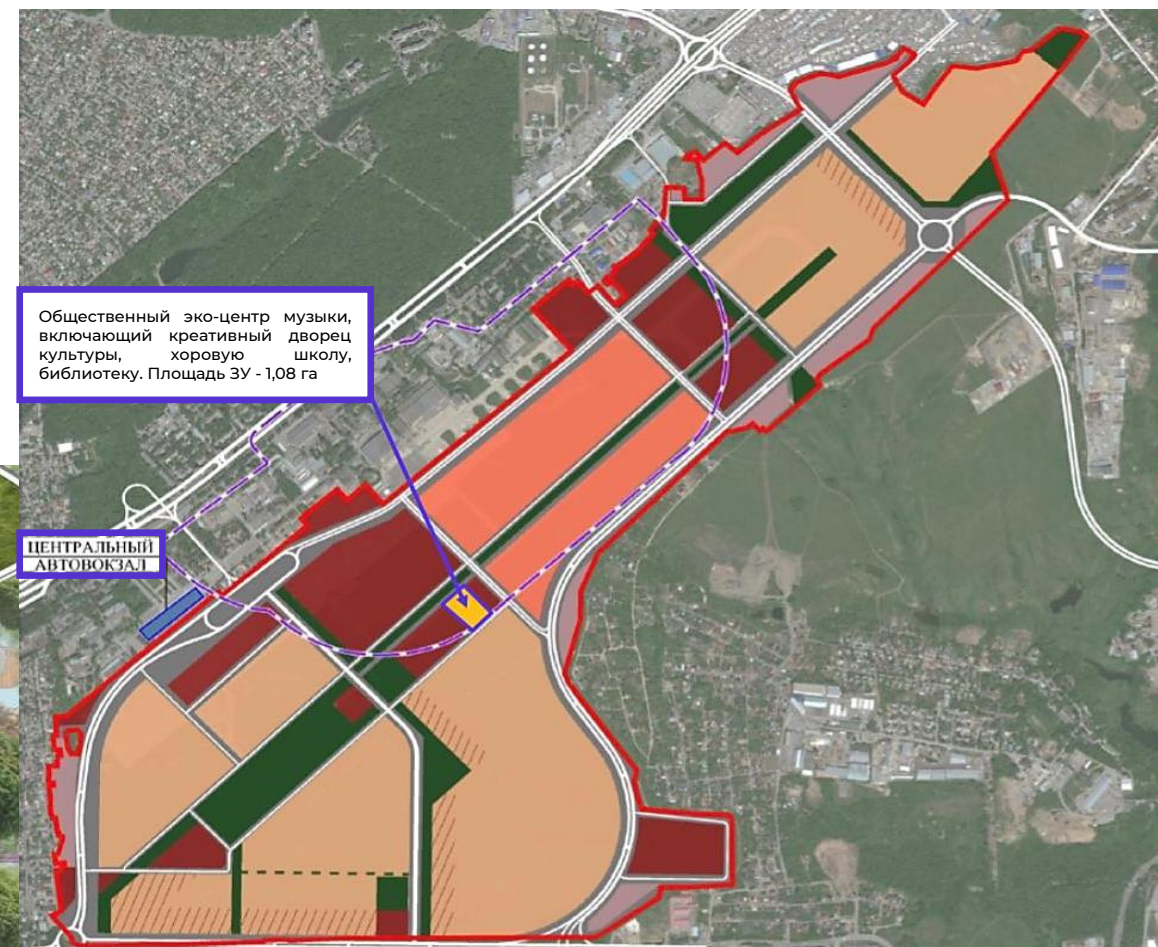 Общественный эко-центр музыки,
включающий креативный дворец
культуры, хоровую школу,
библиотеку. Площадь ЗУ - 1,08 га
ЦЕНТРАЛЬНЫЙ
АВТОВОКЗАЛ